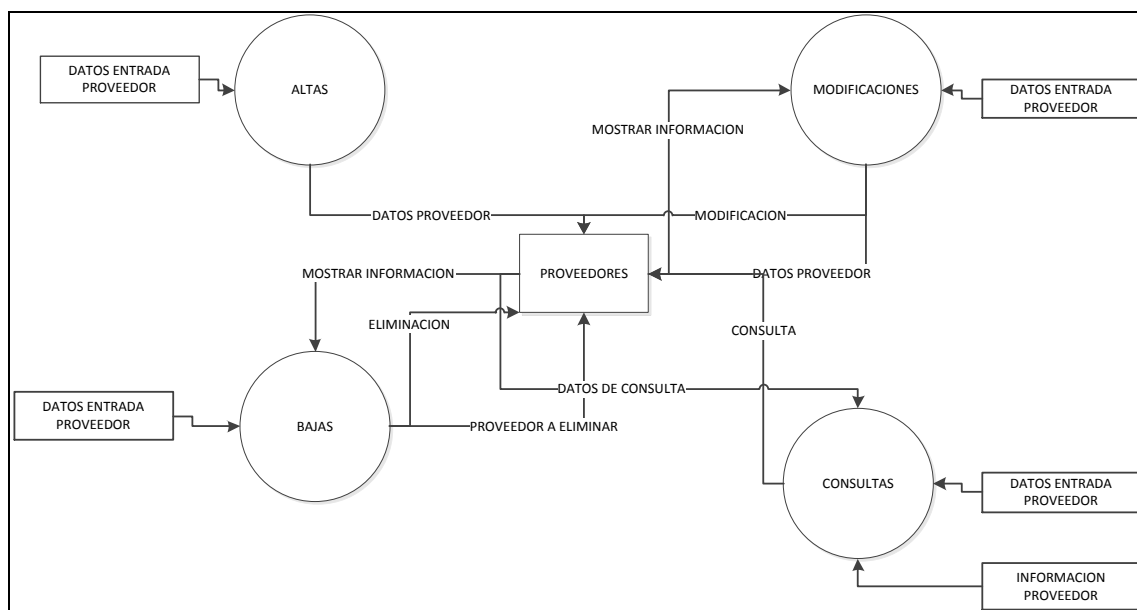 DATOS ENTRADA
PROVEEDOR
ALTAS
MODIFICACIONES
DATOS ENTRADA
PROVEEDOR
MOSTRAR INFORMACION
DATOS PROVEEDOR
MODIFICACION
MOSTRAR INFORMACION
PROVEEDORES
DATOS PROVEEDOR
ELIMINACION
CONSULTA
DATOS DE CONSULTA
DATOS ENTRADA
PROVEEDOR
BAJAS
PROVEEDOR A ELIMINAR
CONSULTAS
DATOS ENTRADA
PROVEEDOR
INFORMACION
PROVEEDOR